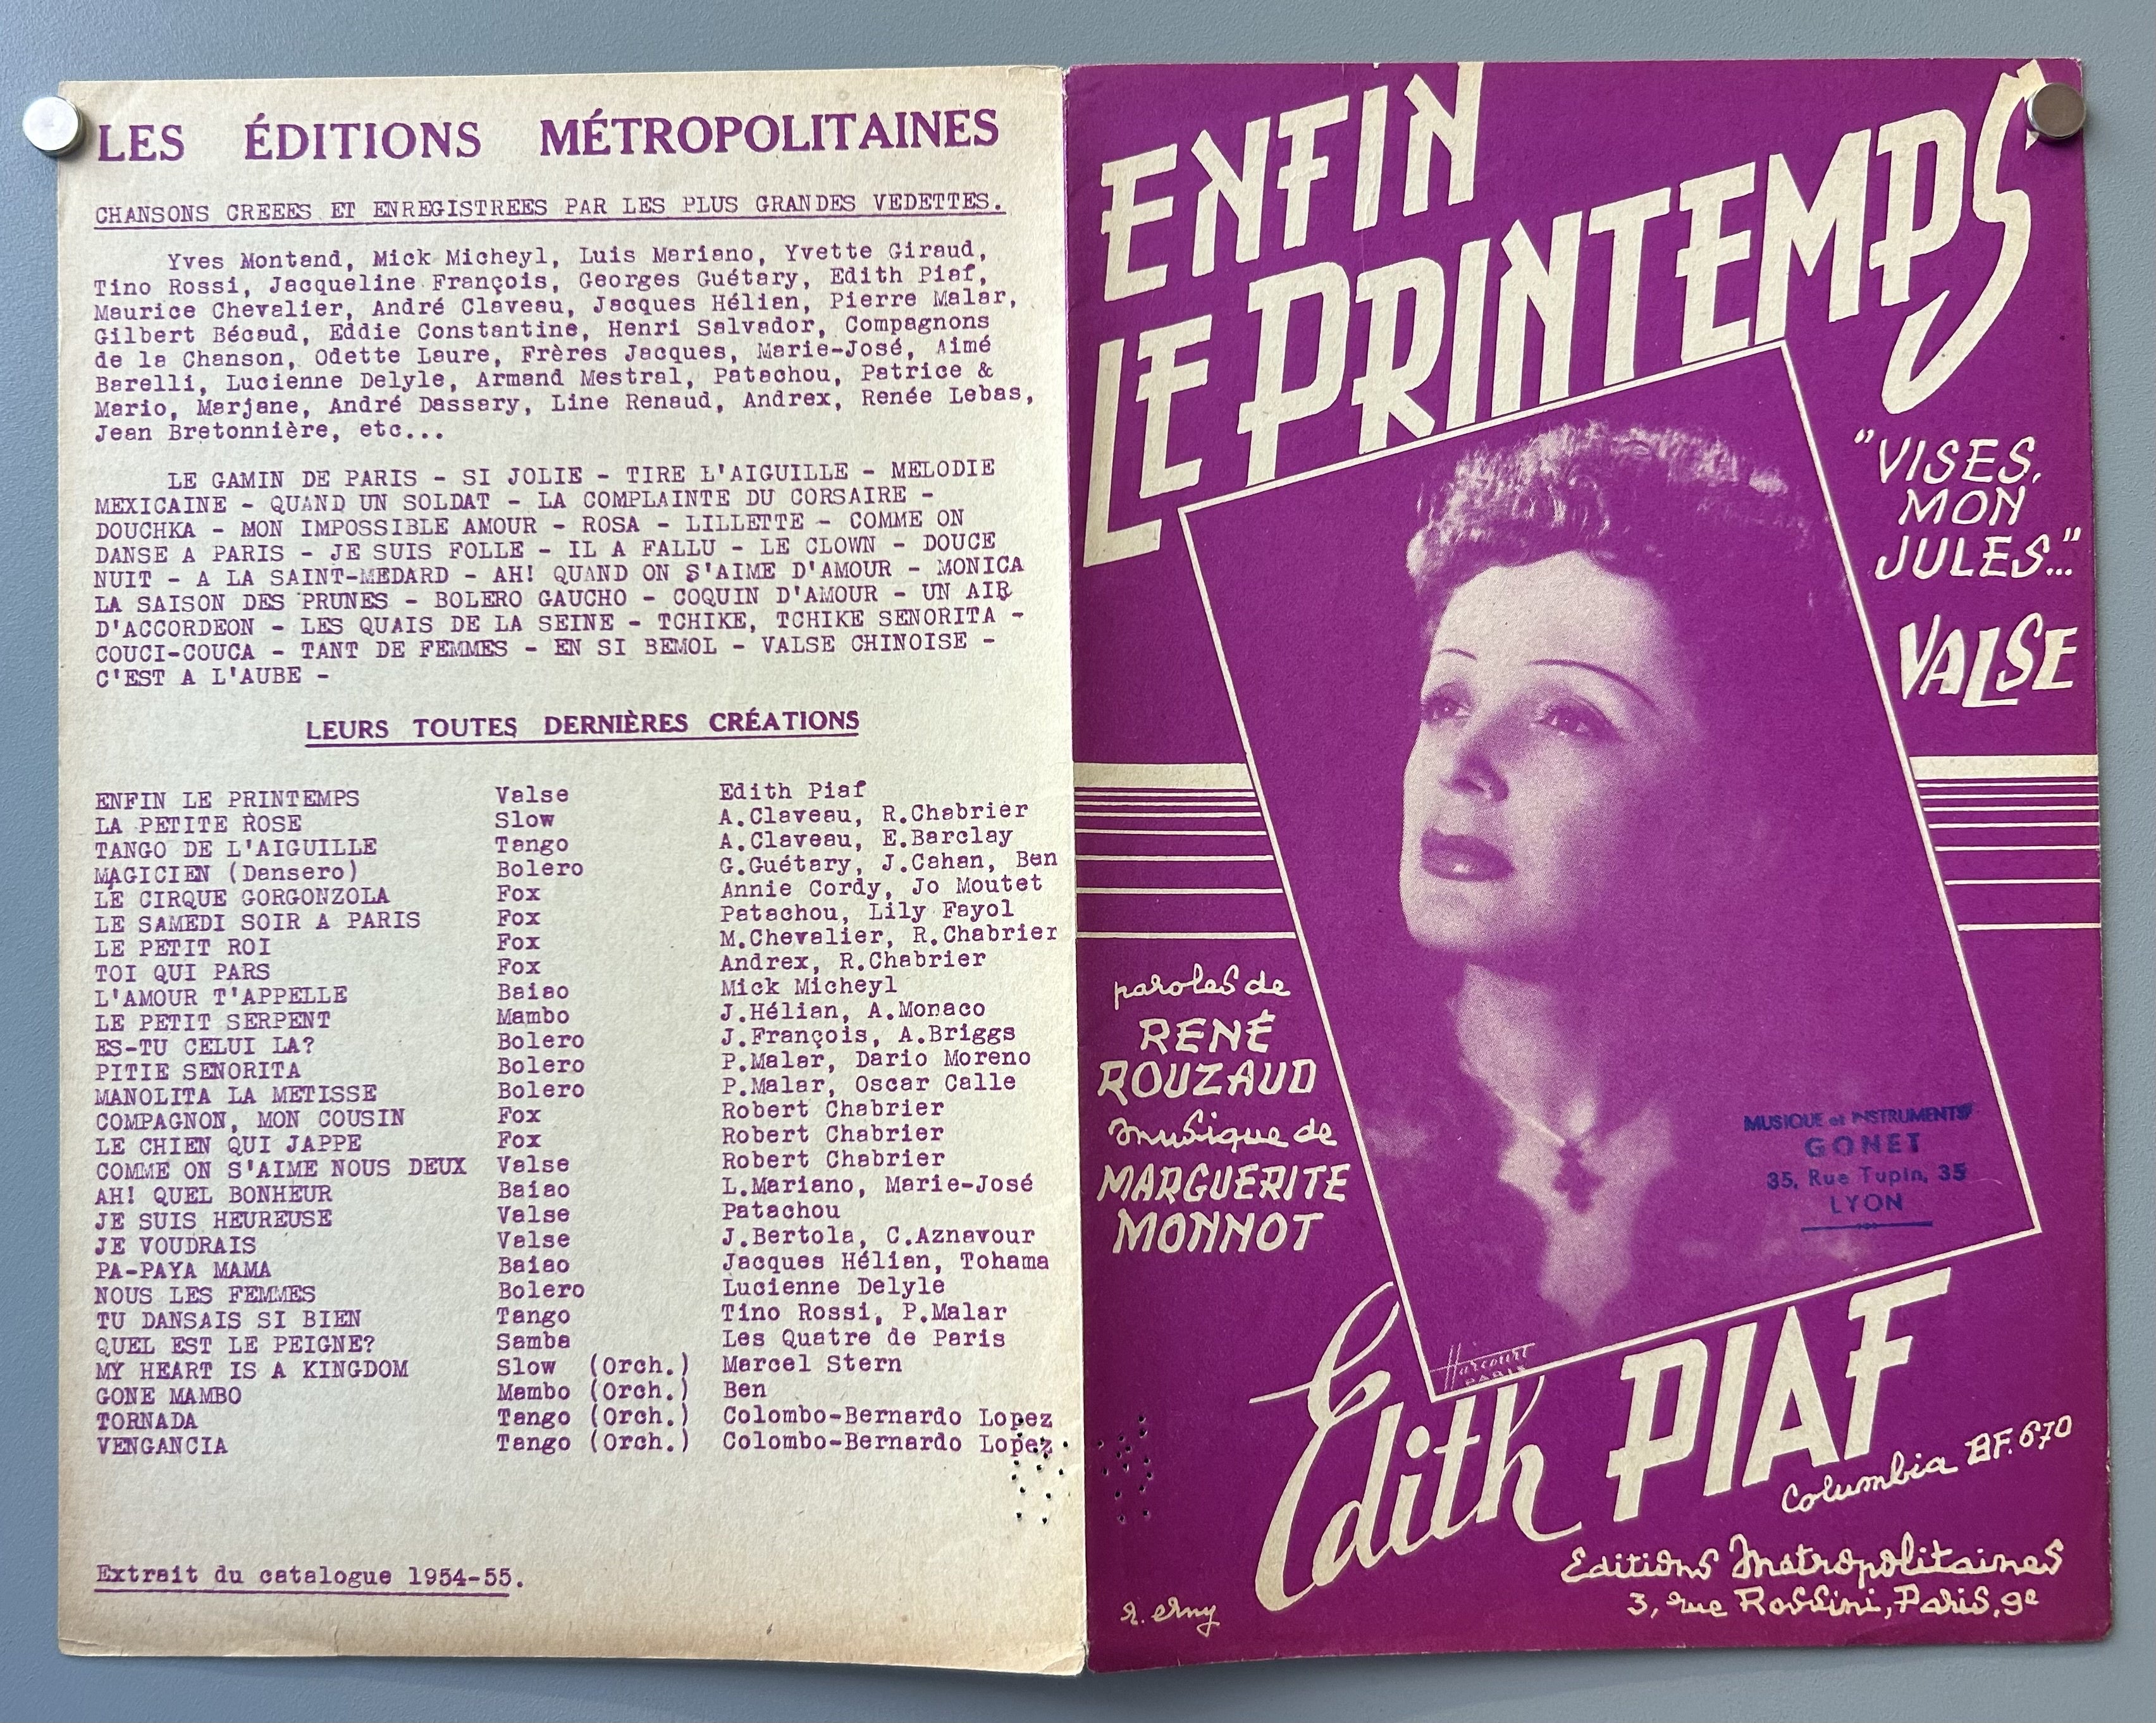 LES ÉDITIONS MÉTROPOLITAINES
CHANSONS CREEES ET ENREGISTREES PAR LES PLUS GRANDES VEDETTES.
Yves Montand, Mick Micheyl, Luis Mariano, Yvette Giraud,
Tino Rossi, Jacqueline François, Georges Guétary, Edith Piaf,
Maurice Chevalier, André Claveau, Jacques Hélian, Pierre Malar,
Gilbert Bécaud, Eddie Constantine, Henri Salvador, Compagnons
de la Chanson, Odette Laure, Frères Jacques, Marie-José, Aimé
Barelli, Lucienne Delyle, Armand Mestral, Patachou, Patrice &
Mario, Marjane, André Dassary, Line Renaud, Andrex, Renée Lebas,
Jean Bretonnière, etc...
LE GAMIN DE PARIS - SI JOLIE - TIRE L'AIGUILLE - MELODIE
MEXICAINE - QUAND UN SOLDAT - LA COMPLAINTE DU CORSAIRE -
DOUCHKA - MON IMPOSSIBLE AMOUR - ROSA - LILLETTE - COMME ON
DANSE A PARIS - JE SUIS FOLLE - IL A FALLU - LE CLOWN - DOUCE
NUIT - A LA SAINT-MEDARD - AH! QUAND ON S'AIME D'AMOUR - MONICA
LA SAISON DES PRUNES - BOLERO GAUCHO - COQUIN D'AMOUR - UN AIR
D'ACCORDEON - LES QUAIS DE LA SEINE - TCHIKE, TCHIKE SENORITA -
COUCI-COUCA - TANT DE FEMMES - EN SI BEMOL - VALSE CHINOISE -
C'EST A L'AUBE -
LEURS TOUTES DERNIÈRES CRÉATIONS
ENFIN LE PRINTEMPS Valse Edith Piaf
LA PETITE ROSE Slow A.Claveau, R.Chabrier
TANGO DE L'AIGUILLE Tango A.Claveau, E.Barclay
MAGICIEN (Dansero) Bolero G.Guétary, J.Cahan, Ben
LE CIRQUE GORGONZOLA Fox Annie Cordy, Jo Moutet
LE SAMEDI SOIR A PARIS Fox Patachou, Lily Fayol
LE PETIT ROI Fox M.Chevalier, R.Chabrier
TOI QUI PARS Fox Andrex, R.Chabrier
L'AMOUR T'APPELLE Baiao Mick Micheyl
LE PETIT SERPENT Mambo J.Hélian, A.Monaco
ES-TU CELUI LA? Bolero J.François, A.Briggs
PITIE SENORITA Bolero P.Malar, Dario Moreno
MANOLITA LA METISSE Bolero P.Malar, Oscar Calle
COMPAGNON, MON COUSIN Fox Robert Chabrier
LE CHIEN QUI JAPPE Fox Robert Chabrier
COMME ON S'AIME NOUS DEUX Valse Robert Chabrier
AH! QUEL BONHEUR Baiao L.Mariano, Marie-José
JE SUIS HEUREUSE Valse Patachou
JE VOUDRAIS Valse J.Bertola, C.Aznavour
PA-PAYA MAMA Baiao Jacques Hélian, Tohama
NOUS LES FEMMES Bolero Lucienne Delyle
TU DANSAIS SI BIEN Tango Tino Rossi, P.Malar
QUEL EST LE PEIGNE? Samba Les Quatre de Paris
MY HEART IS A KINGDOM Slow (Orch.) Marcel Stern
GONE MAMBO Mambo (Orch.) Ben
TORNADA Tango (Orch.) Colombo-Bernardo Lopez
VENGANCIA Tango (Orch.) Colombo-Bernardo Lopez
Extrait du catalogue 1954-55.
ENFIN
LE PRINTEMPS
"VISES,
MON
JULES..."
VALSE
paroles de
RENÉ
ROUZAUD
musique de
MARGUERITE
MONNOT
MUSIQUE et INSTRUMENTS
GONET
35, Rue Tupin, 35
LYON
Harcourt
PARIS
Edith PIAF
Columbia BF.670
Editions Métropolitaines
3, rue Rossini, Paris, 9e
r. erny